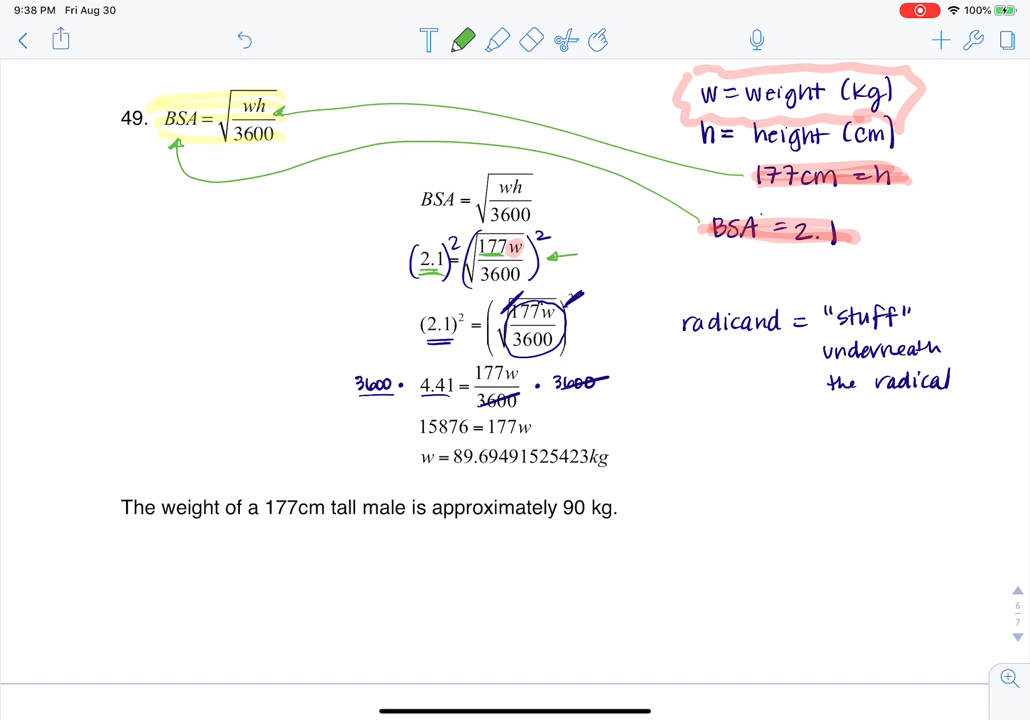 9:38 PM Fri Aug 30
100%
T
49. BSA = √(wh/3600)
w = weight (kg)
h = height (cm)
177cm = h
BSA = 2.1
BSA = √(wh/3600)
(2.1)² = (√(177w/3600))²
(2.1)² = (√(177w/3600))²
3600 · 4.41 = 177w/3600 · 3600
15876 = 177w
w = 89.69491525423kg
radicand = "stuff"
underneath
the radical
The weight of a 177cm tall male is approximately 90 kg.
6
7